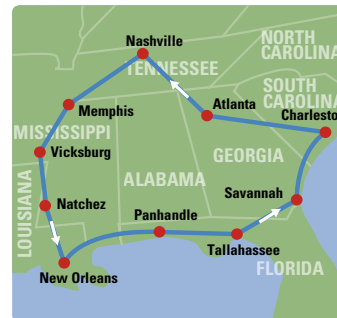 Nashville
NORTH
CAROLINA
TENNESSEE
SOUTH
CAROLINA
Memphis
Atlanta
Charlesto
MISSISSIPPI
Vicksburg
GEORGIA
ALABAMA
Savannah
LOUISIANA
Natchez
Panhandle
Tallahassee
New Orleans
FLORIDA